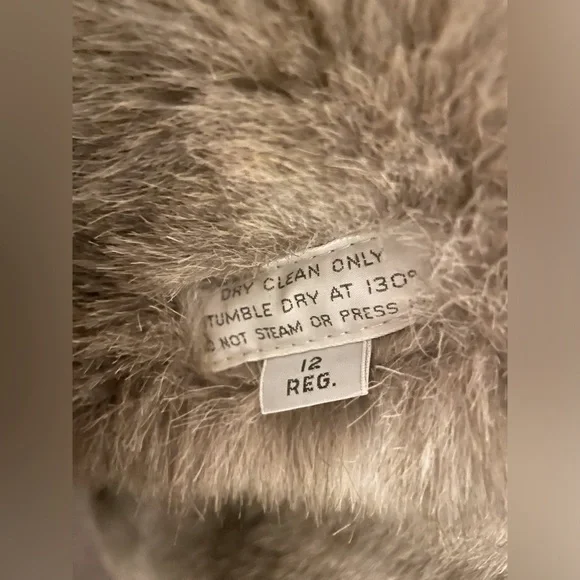 DRY CLEAN ONLY
TUMBLE DRY AT 130°
NOT STEAM OR PRESS
12
REG.